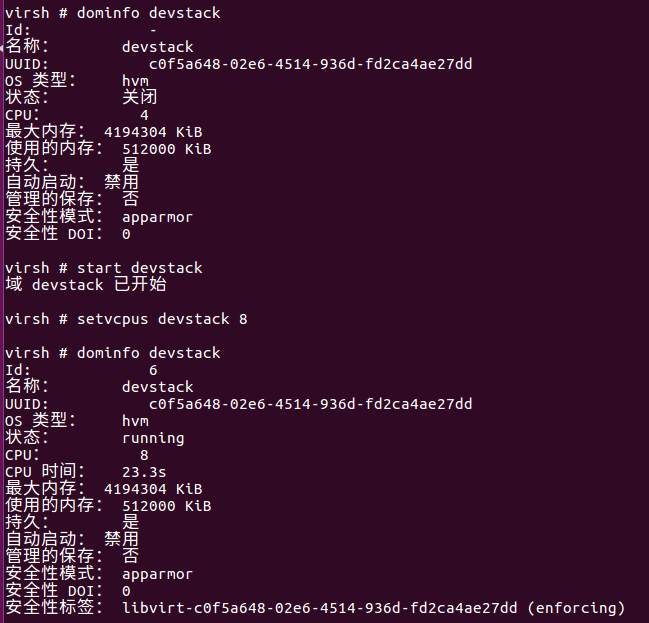 virsh # dominfo devstack
Id: -
名称： devstack
UUID: c0f5a648-02e6-4514-936d-fd2ca4ae27dd
OS 类型： hvm
状态： 关闭
CPU： 4
最大内存： 4194304 KiB
使用的内存： 512000 KiB
持久： 是
自动启动： 禁用
管理的保存： 否
安全性模式： apparmor
安全性 DOI： 0
virsh # start devstack
域 devstack 已开始
virsh # setvcpus devstack 8
virsh # dominfo devstack
Id: 6
名称： devstack
UUID: c0f5a648-02e6-4514-936d-fd2ca4ae27dd
OS 类型： hvm
状态： running
CPU： 8
CPU 时间： 23.3s
最大内存： 4194304 KiB
使用的内存： 512000 KiB
持久： 是
自动启动： 禁用
管理的保存： 否
安全性模式： apparmor
安全性 DOI： 0
安全性标签： libvirt-c0f5a648-02e6-4514-936d-fd2ca4ae27dd (enforcing)